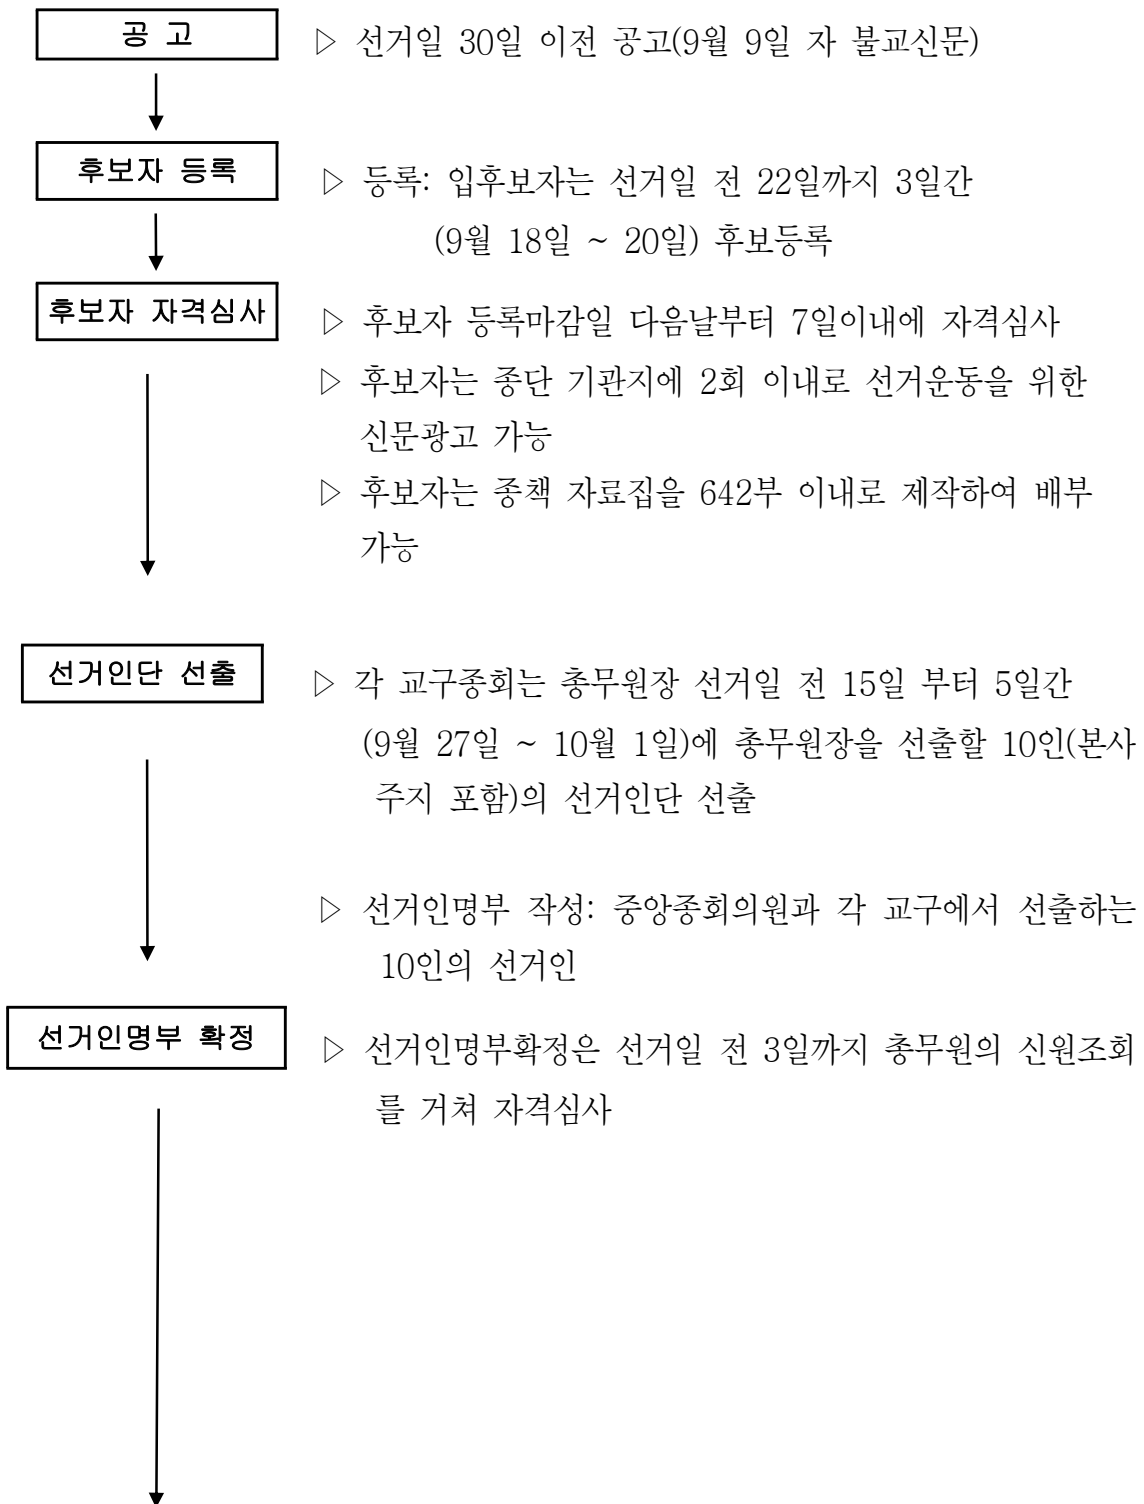 공 고
▷ 선거일 30일 이전 공고(9월 9일 자 불교신문)
후보자 등록
▷ 등록: 입후보자는 선거일 전 22일까지 3일간
(9월 18일 ~ 20일) 후보등록
후보자 자격심사
▷ 후보자 등록마감일 다음날부터 7일이내에 자격심사
▷ 후보자는 종단 기관지에 2회 이내로 선거운동을 위한
신문광고 가능
▷ 후보자는 종책 자료집을 642부 이내로 제작하여 배부
가능
선거인단 선출
▷ 각 교구종회는 총무원장 선거일 전 15일 부터 5일간
(9월 27일 ~ 10월 1일)에 총무원장을 선출할 10인(본사
주지 포함)의 선거인단 선출
▷ 선거인명부 작성: 중앙종회의원과 각 교구에서 선출하는
10인의 선거인
선거인명부 확정
▷ 선거인명부확정은 선거일 전 3일까지 총무원의 신원조회
를 거쳐 자격심사